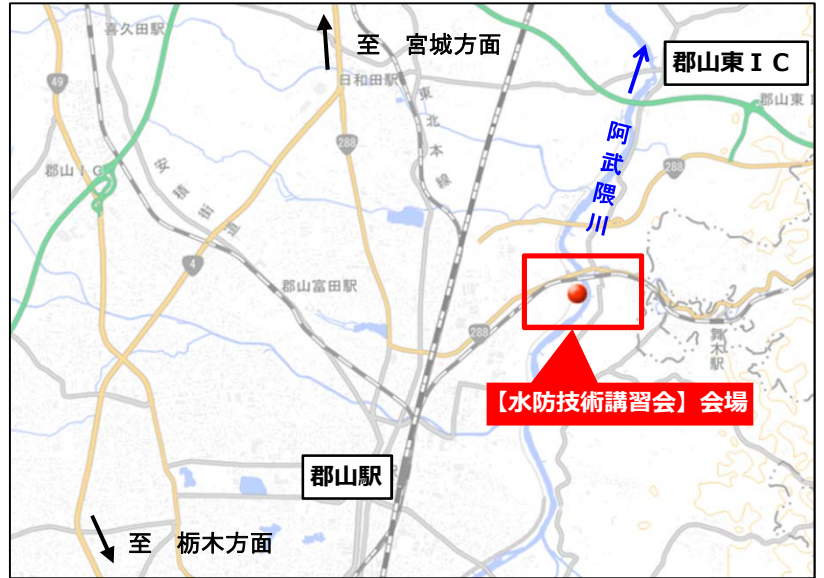 喜久田駅
至　宮城方面
郡山東ＩＣ
49
日和田駅
東北本線
郡山東Ｉ
阿武隈川
288
288
郡山ＩＣ
安積街道
4
郡山富田駅
288
舞木駅
【水防技術講習会】会場
郡山駅
至　栃木方面